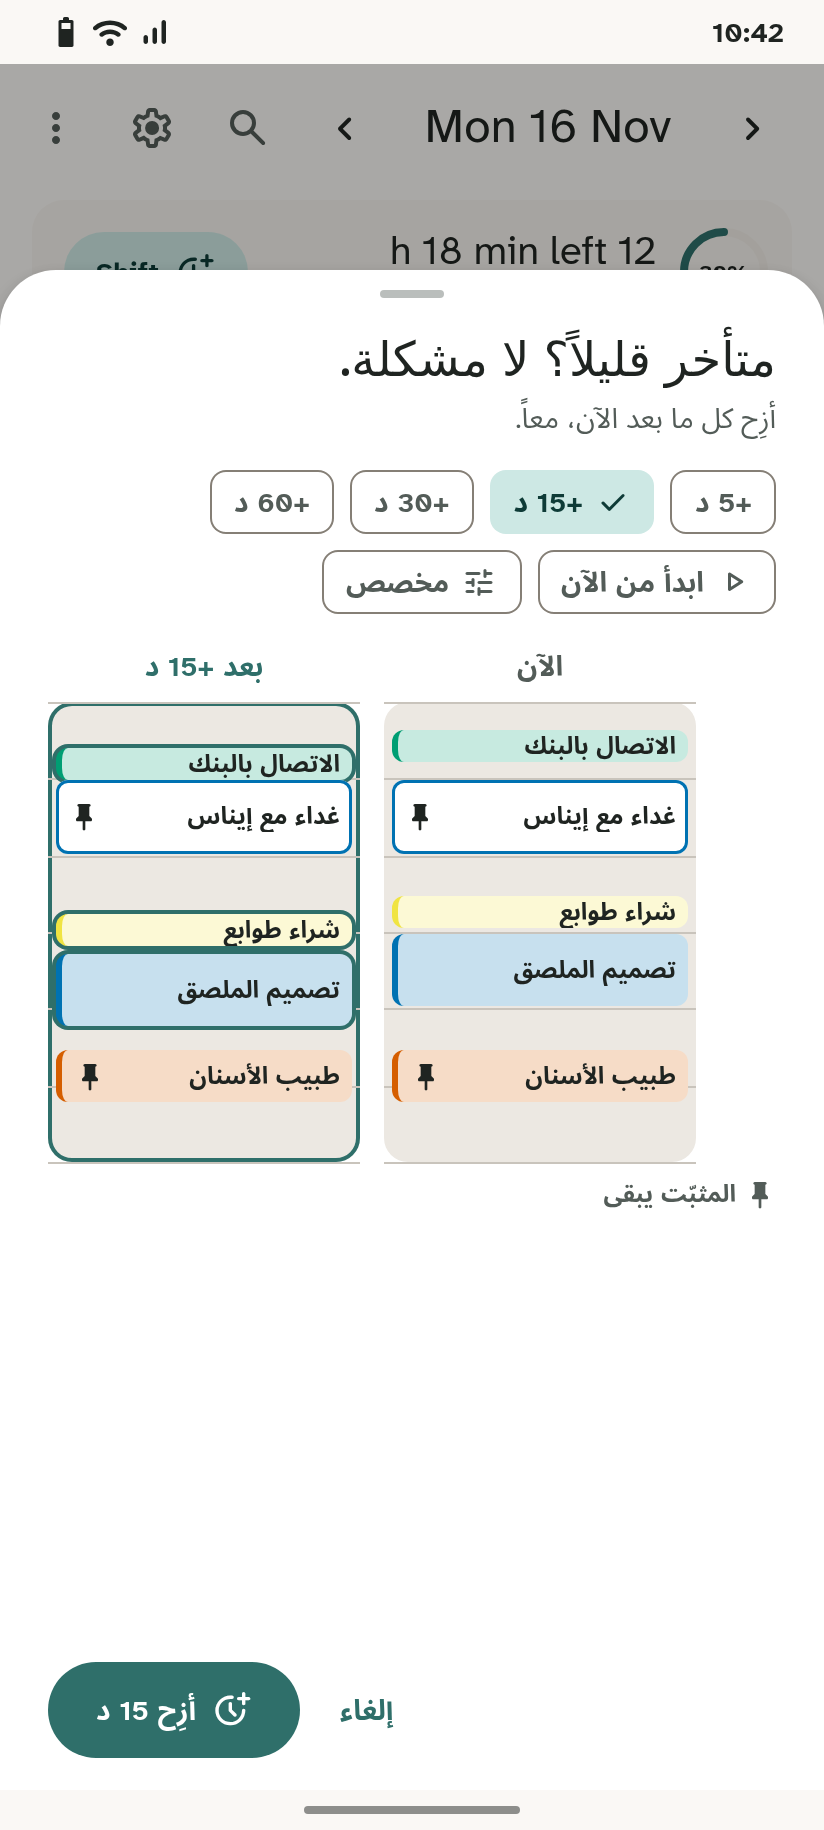 10:42
Mon 16 Nov
h 18 min left 12
متأخر قليلاً؟ لا مشكلة.
أزِح كل ما بعد الآن، معاً.
+5 د
+15 د
+30 د
+60 د
ابدأ من الآن
مخصص
الآن
الاتصال بالبنك
غداء مع إيناس
شراء طوابع
تصميم الملصق
طبيب الأسنان
بعد +15 د
الاتصال بالبنك
غداء مع إيناس
شراء طوابع
تصميم الملصق
طبيب الأسنان
المثبّت يبقى
إلغاء
أزِح 15 د